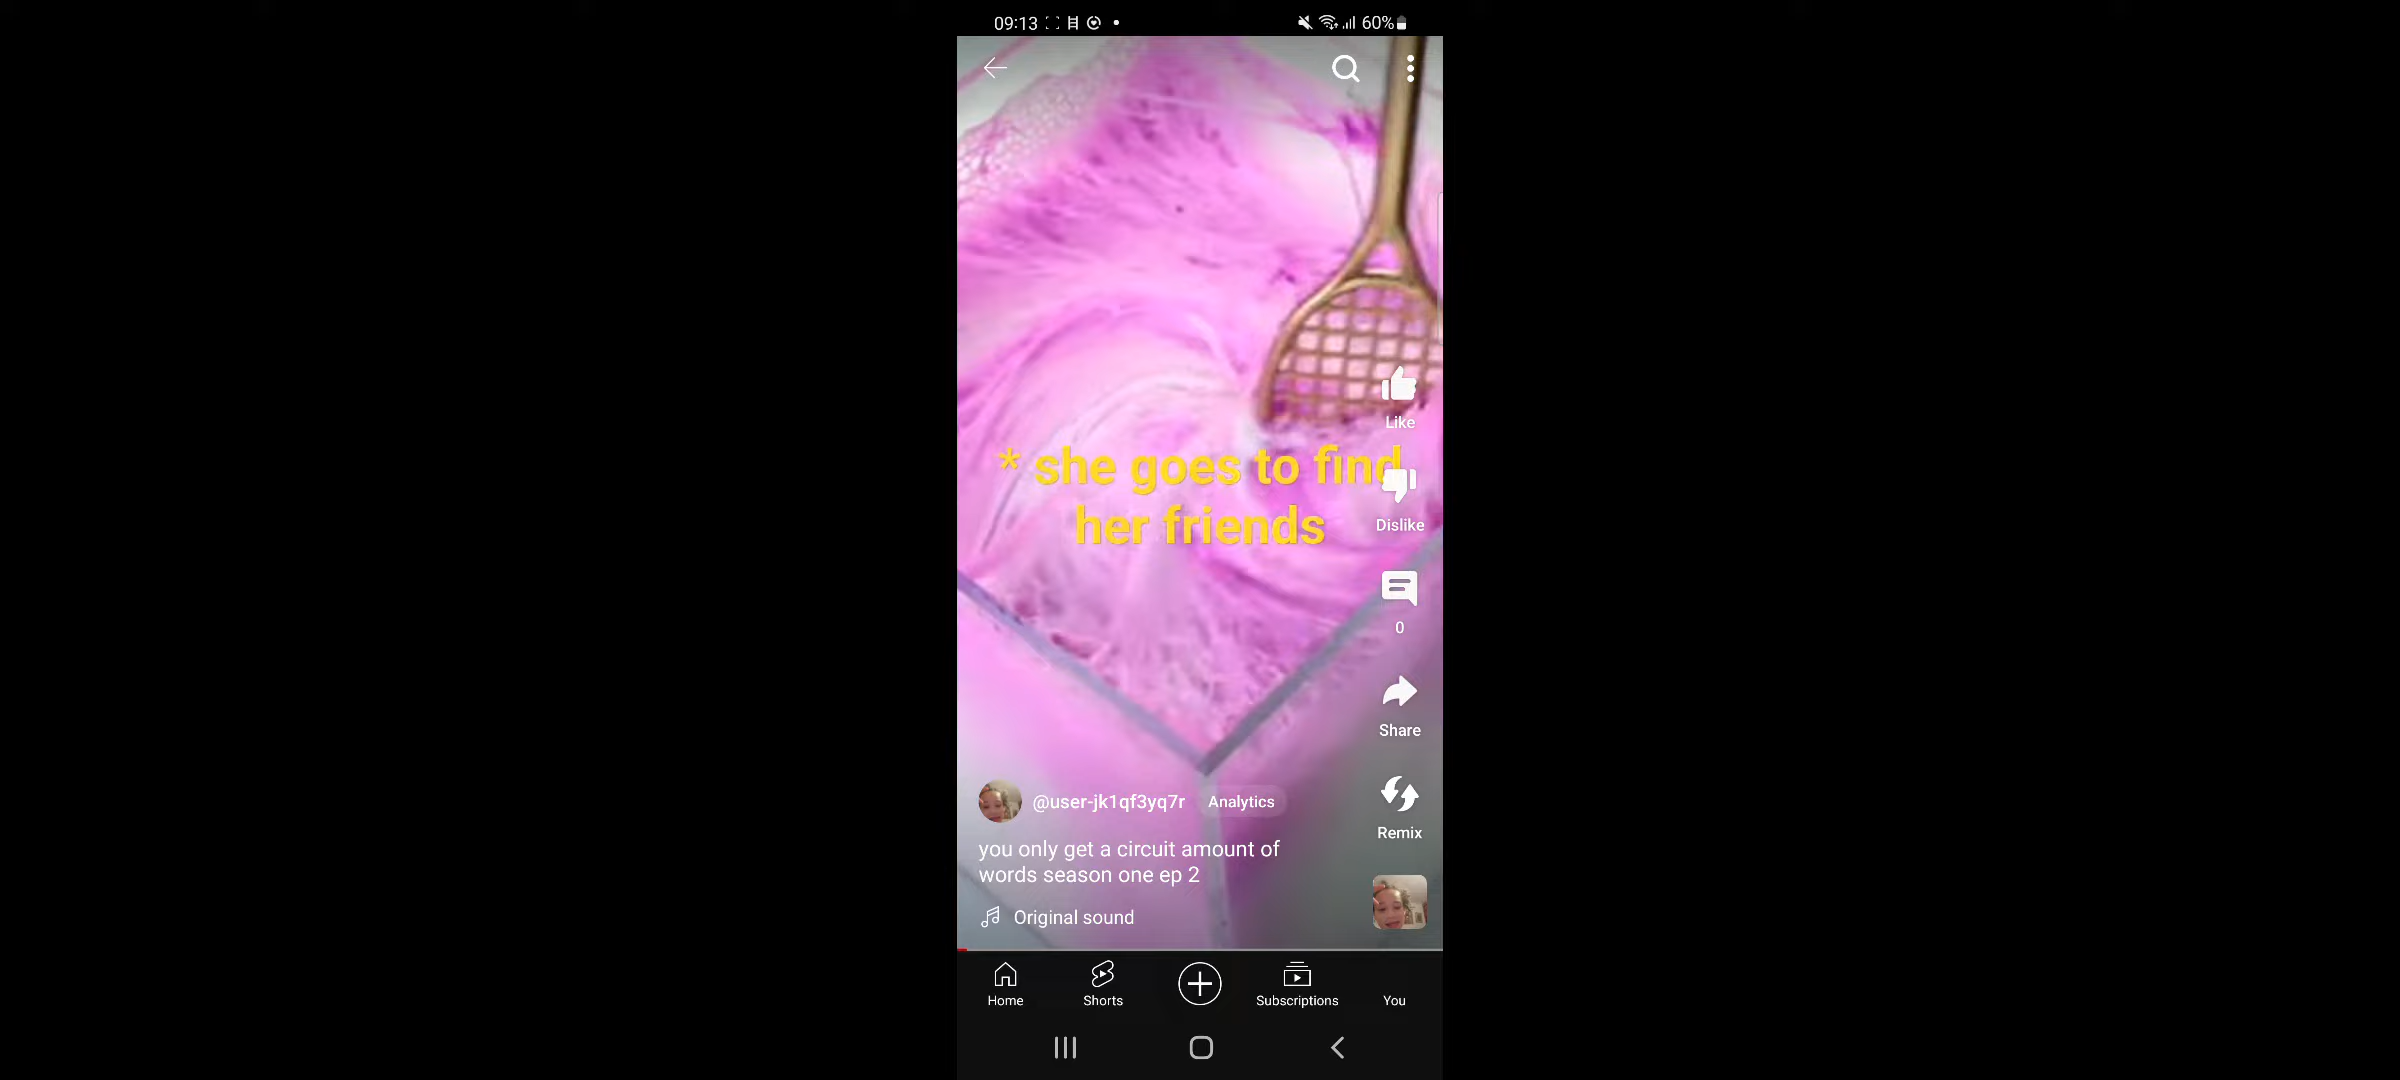 09:13
60%
* she goes to find
her friends
Like
Dislike
0
Share
Remix
@user-jk1qf3yq7r Analytics
you only get a circuit amount of
words season one ep 2
Original sound
Home Shorts Subscriptions You